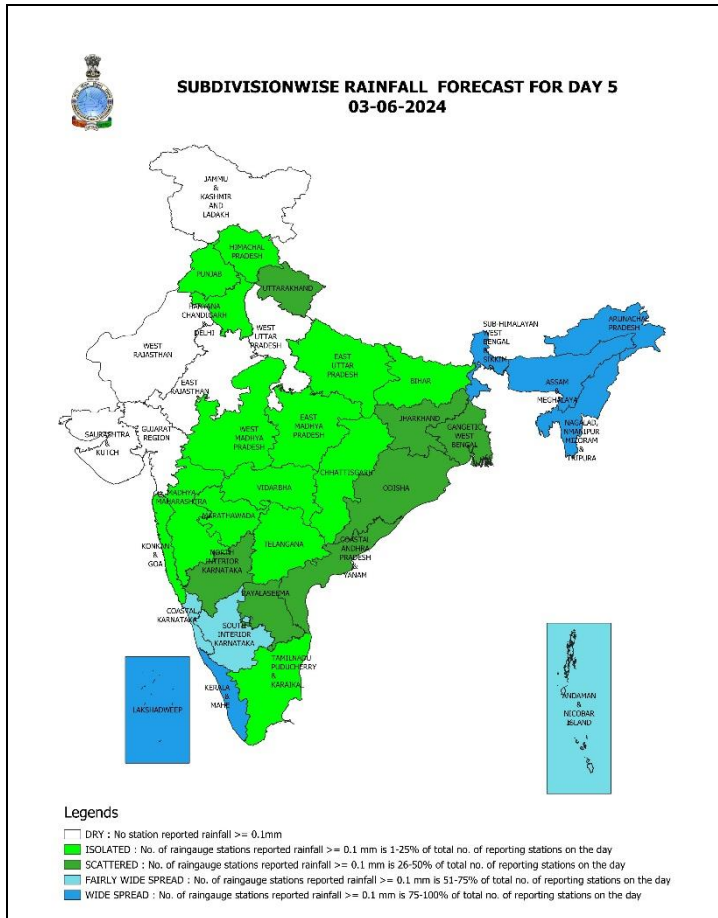 SUBDIVISIONWISE RAINFALL FORECAST FOR DAY 5
03-06-2024
JAMMU
&
KASHMIR
AND
LADAKH
HIMACHAL
PRADESH
PUNJAB
UTTARAKHAND
HARYANA
CHANDIGARH
&
DELHI
WEST
UTTAR
PRADESH
WEST
RAJASTHAN
EAST
RAJASTHAN
EAST
UTTAR
PRADESH
BIHAR
SUB-HIMALAYAN
WEST
BENGAL
&
SIKKIM
ARUNACHAL
PRADESH
ASSAM
&
MEGHALAYA
NAGALAD,
NMANIPUR
MIZORAM
&
TRIPURA
SAURASHTRA
&
KUTCH
GUJARAT
REGION
WEST
MADHYA
PRADESH
EAST
MADHYA
PRADESH
JHARKHAND
GANGETIC
WEST
BENGAL
CHHATTISGARH
ODISHA
MADHYA
MAHARASHTRA
VIDARBHA
MARATHAWADA
KONKAN
&
GOA
TELANGANA
COASTAL
ANDHRA
PRADESH
&
YANAM
NORTH
INTERIOR
KARNATAKA
RAYALASEEMA
COASTAL
KARNATAKA
SOUTH
INTERIOR
KARNATAKA
TAMILNADU
PUDUCHERRY
&
KARAIKAL
KERALA
&
MAHE
LAKSHADWEEP
ANDAMAN
&
NICOBAR
ISLAND
Legends
DRY : No station reported rainfall >= 0.1mm
ISOLATED : No. of raingauge stations reported rainfall >= 0.1 mm is 1-25% of total no. of reporting stations on the day
SCATTERED : No. of raingauge stations reported rainfall >= 0.1 mm is 26-50% of total no. of reporting stations on the day
FAIRLY WIDE SPREAD : No. of raingauge stations reported rainfall >= 0.1 mm is 51-75% of total no. of reporting stations on the day
WIDE SPREAD : No. of raingauge stations reported rainfall >= 0.1 mm is 75-100% of total no. of reporting stations on the day